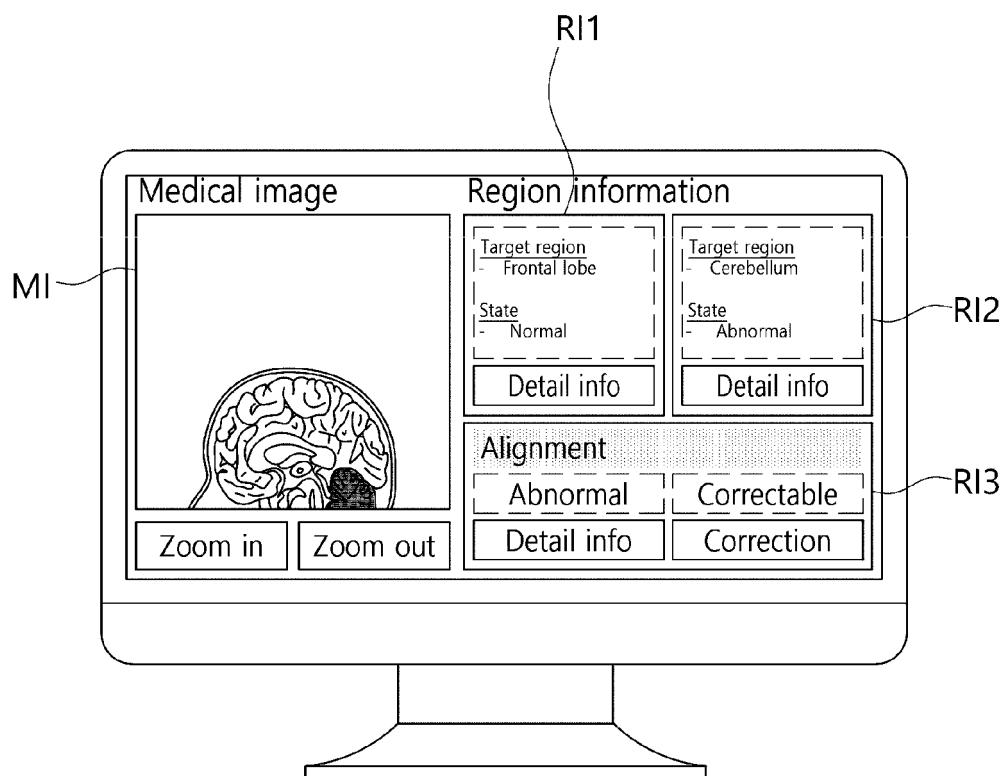 RI1
Medical image
Region information
MI
Target region
- Frontal lobe
State
- Normal
Detail info
Target region
- Cerebellum
State
- Abnormal
Detail info
RI2
Alignment
Abnormal
Correctable
RI3
Detail info
Correction
Zoom in
Zoom out